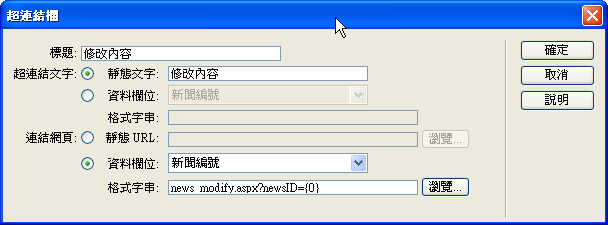 超連結欄
標題: 修改內容
超連結文字: 靜態文字: 修改內容
資料欄位: 新聞編號
格式字串:
連結網頁: 靜態 URL: 瀏覽...
資料欄位: 新聞編號
格式字串: news_modify.aspx?newsID={0} 瀏覽...
確定
取消
說明